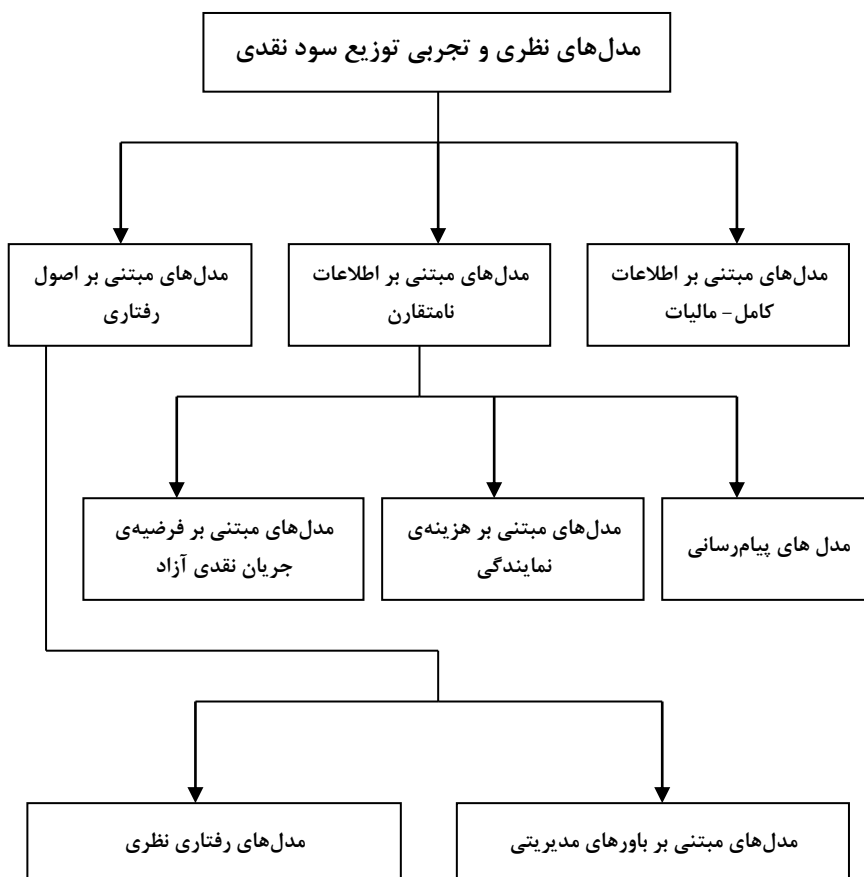 مدل‌های نظری و تجربی توزیع سود نقدی
مدل‌های مبتنی بر اطلاعات
کامل – مالیات
مدل‌های مبتنی بر اطلاعات
نامتقارن
مدل‌های مبتنی بر اصول
رفتاری
مدل های پیام‌رسانی
مدل‌های مبتنی بر هزینه‌ی
نمایندگی
مدل‌های مبتنی بر فرضیه‌ی
جریان نقدی آزاد
مدل‌های مبتنی بر باورهای مدیریتی
مدل‌های رفتاری نظری